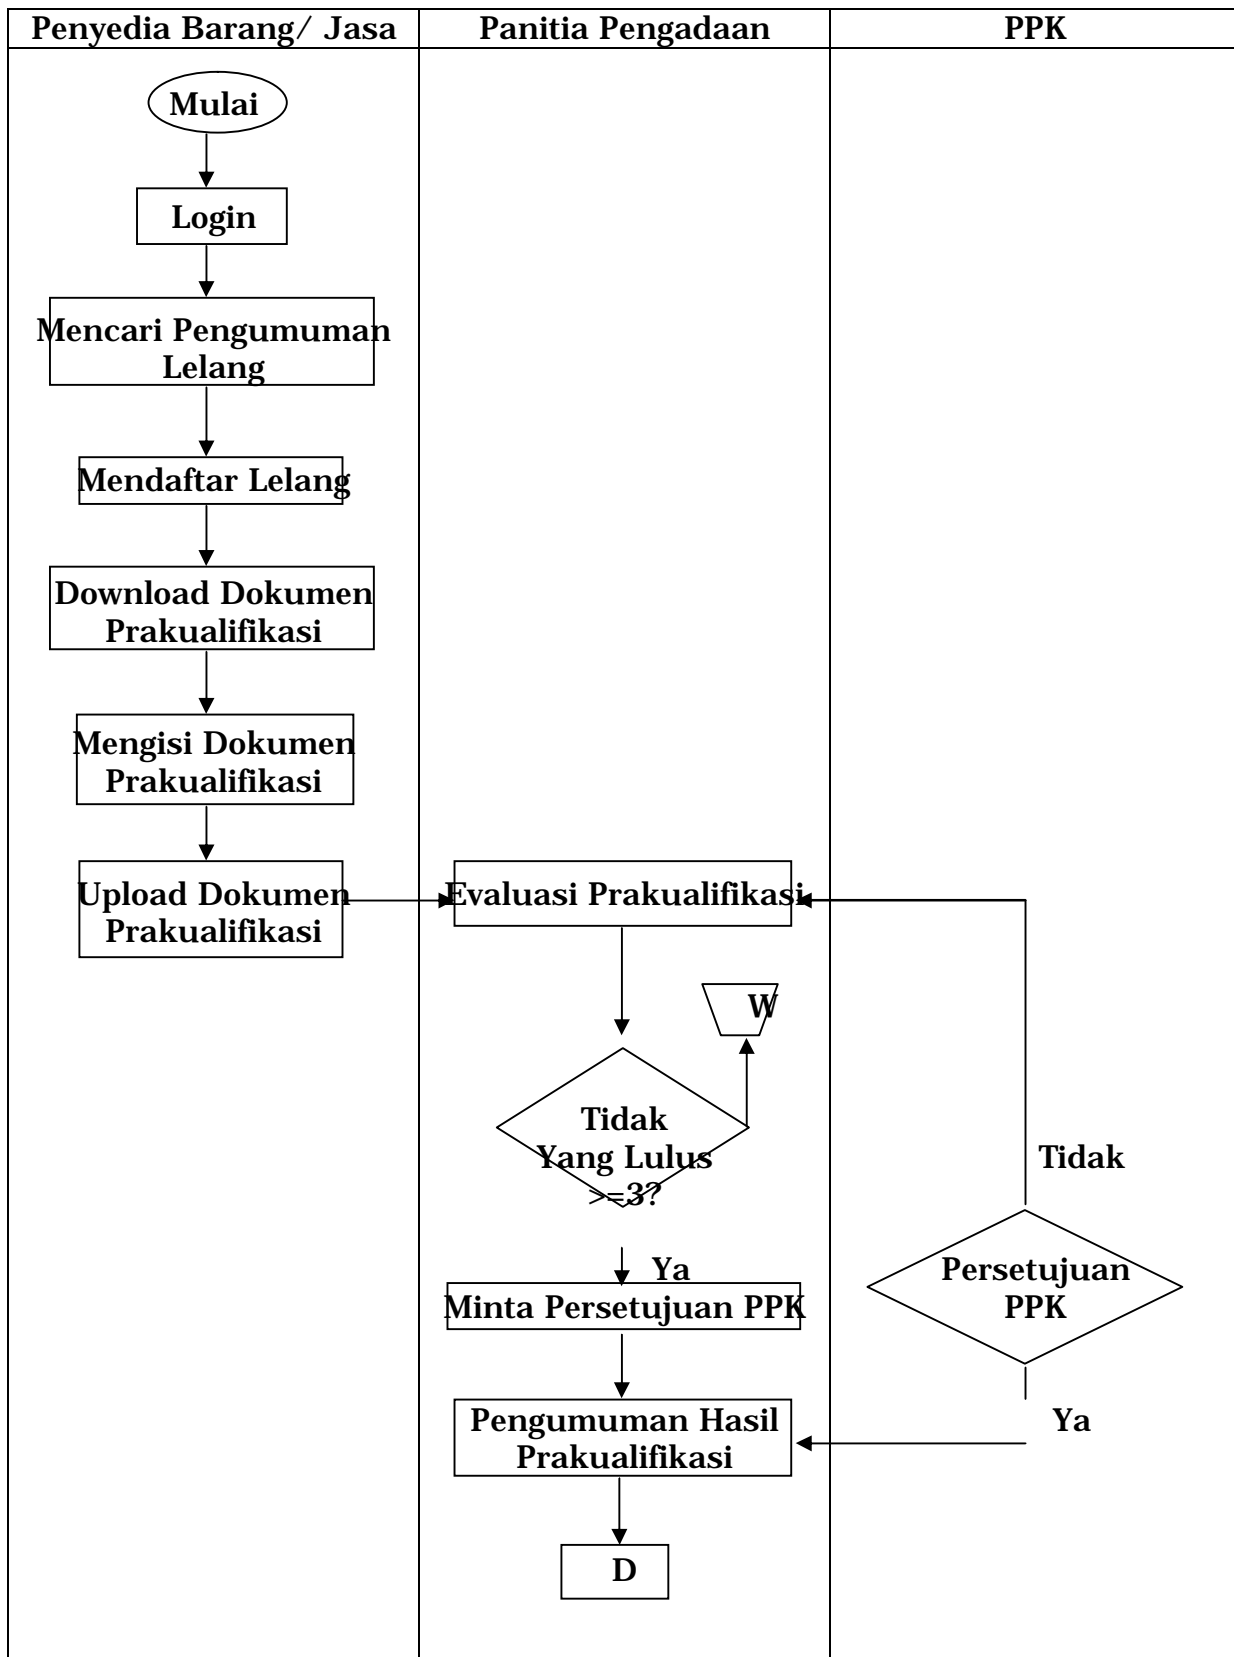 Penyedia Barang/ Jasa
Panitia Pengadaan
PPK
Mulai
Login
Mencari Pengumuman
Lelang
Mendaftar Lelang
Download Dokumen
Prakualifikasi
Mengisi Dokumen
Prakualifikasi
Upload Dokumen
Prakualifikasi
Evaluasi Prakualifikasi
W
Tidak
Yang Lulus
>=3?
Ya
Minta Persetujuan PPK
Tidak
Persetujuan
PPK
Ya
Pengumuman Hasil
Prakualifikasi
D